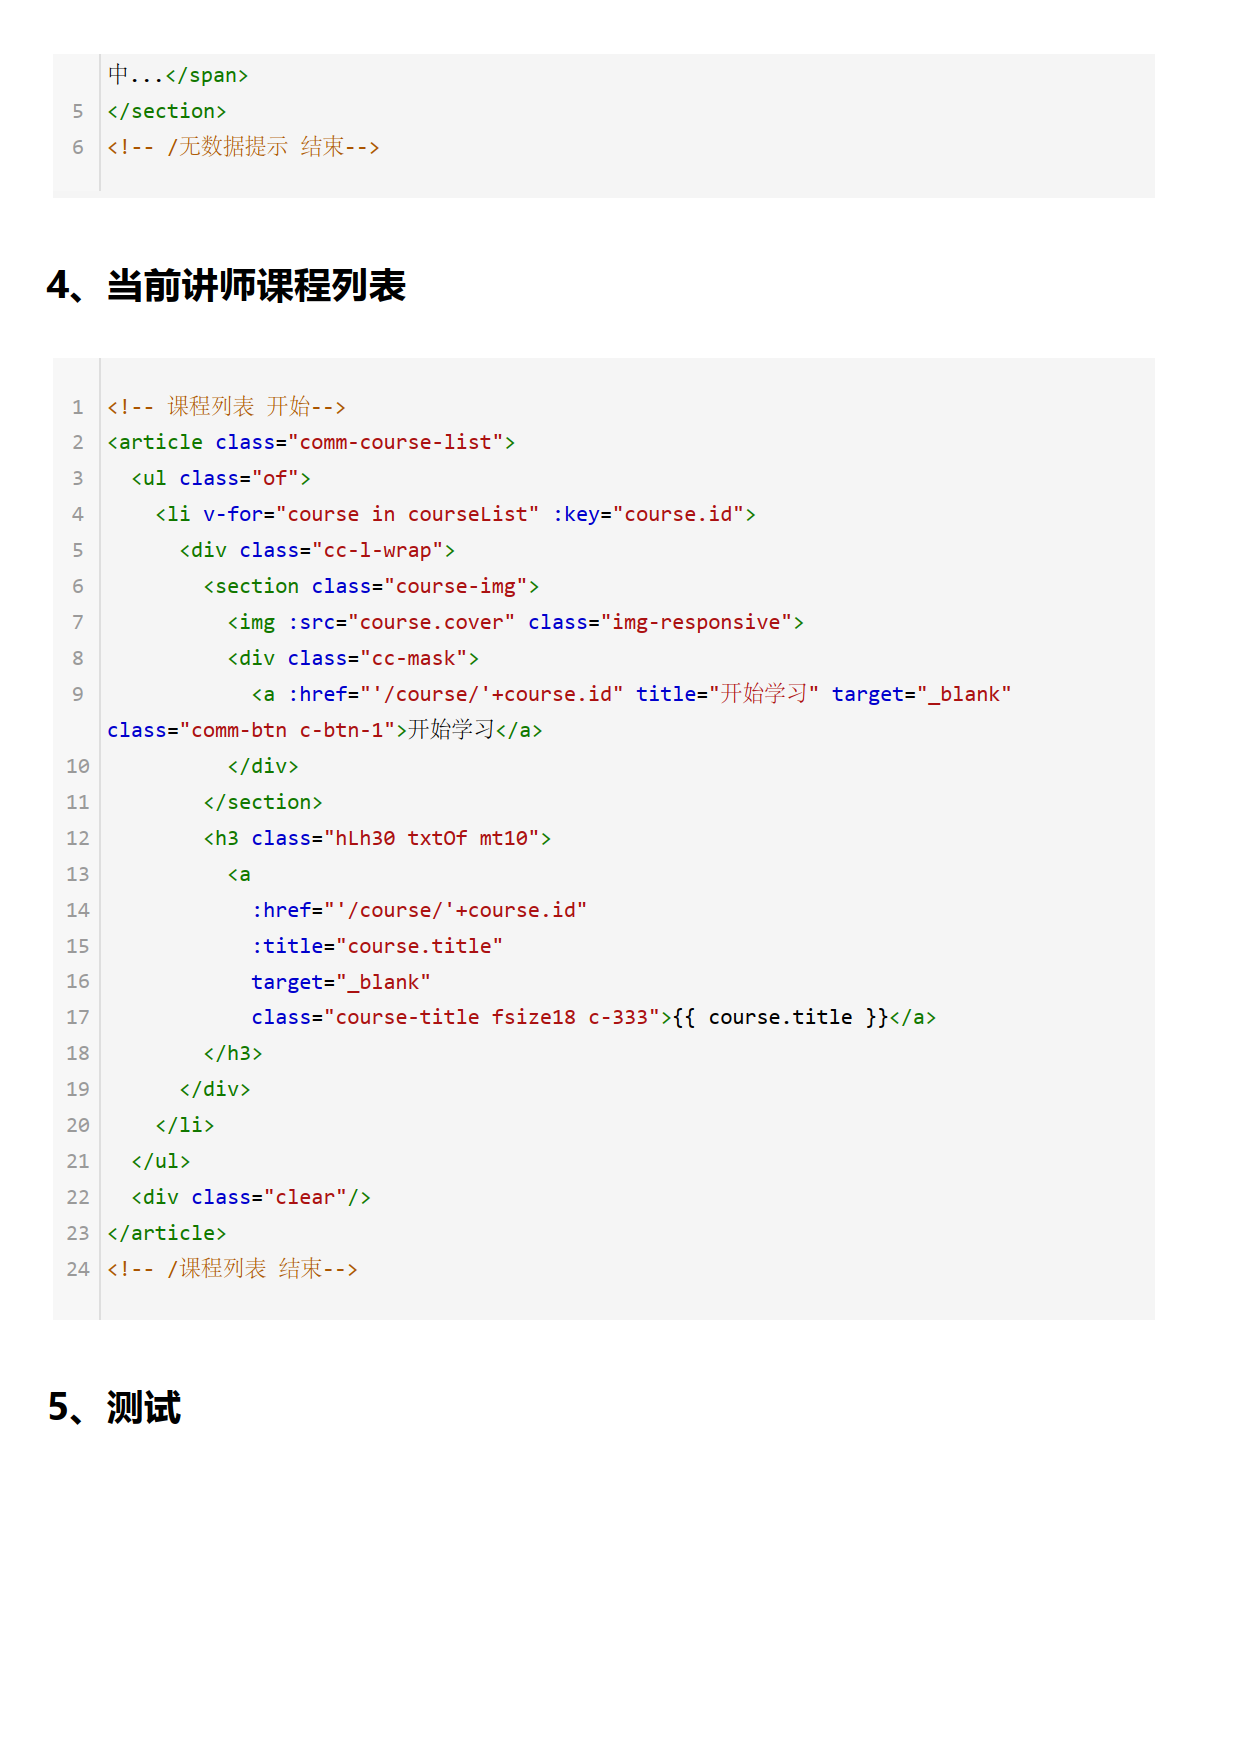 中...</span>
5 </section>
6 <!-- /无数据提示 结束-->
4、当前讲师课程列表
1 <!-- 课程列表 开始-->
2 <article class="comm-course-list">
3   <ul class="of">
4     <li v-for="course in courseList" :key="course.id">
5       <div class="cc-l-wrap">
6         <section class="course-img">
7           <img :src="course.cover" class="img-responsive">
8           <div class="cc-mask">
9             <a :href="'/course/'+course.id" title="开始学习" target="_blank"
class="comm-btn c-btn-1">开始学习</a>
10           </div>
11         </section>
12         <h3 class="hLh30 txtOf mt10">
13           <a
14             :href="'/course/'+course.id"
15             :title="course.title"
16             target="_blank"
17             class="course-title fsize18 c-333">{{ course.title }}</a>
18         </h3>
19       </div>
20     </li>
21   </ul>
22   <div class="clear"/>
23 </article>
24 <!-- /课程列表 结束-->
5、测试